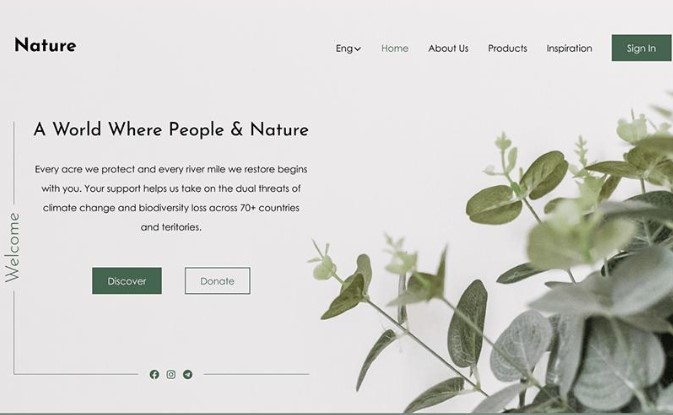 Nature
Eng
Home
About Us
Products
Inspiration
Sign In
A World Where People & Nature
Every acre we protect and every river mile we restore begins
with you. Your support helps us take on the dual threats of
climate change and biodiversity loss across 70+ countries
and teritories.
Welcome
Discover
Donate